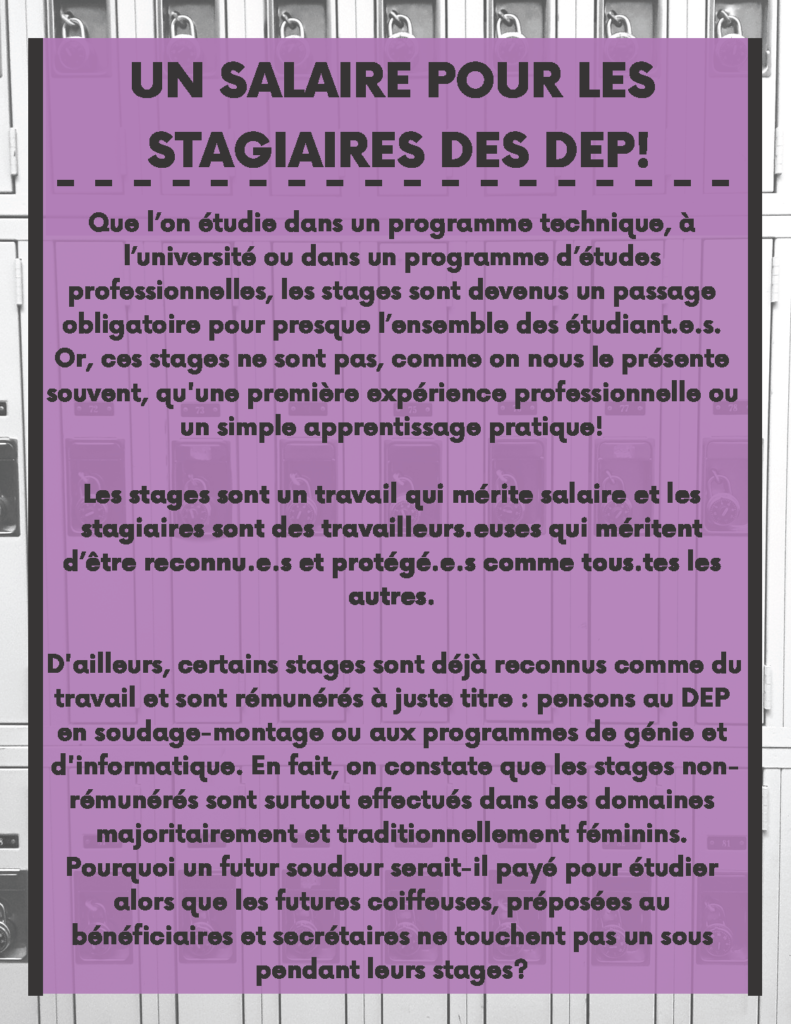 UN SALAIRE POUR LES
STAGIAIRES DES DEP!
Que l’on étudie dans un programme technique, à
l’université ou dans un programme d’études
professionnelles, les stages sont devenus un passage
obligatoire pour presque l’ensemble des étudiant.e.s.
Or, ces stages ne sont pas, comme on nous le présente
souvent, qu'une première expérience professionnelle ou
un simple apprentissage pratique!
Les stages sont un travail qui mérite salaire et les
stagiaires sont des travailleurs.euses qui méritent
d’être reconnu.e.s et protégé.e.s comme tous.tes les
autres.
D'ailleurs, certains stages sont déjà reconnus comme du
travail et sont rémunérés à juste titre : pensons au DEP
en soudage-montage ou aux programmes de génie et
d'informatique. En fait, on constate que les stages non-
rémunérés sont surtout effectués dans des domaines
majoritairement et traditionnellement féminins.
Pourquoi un futur soudeur serait-il payé pour étudier
alors que les futures coiffeuses, préposées au
bénéficiaires et secrétaires ne touchent pas un sous
pendant leurs stages?